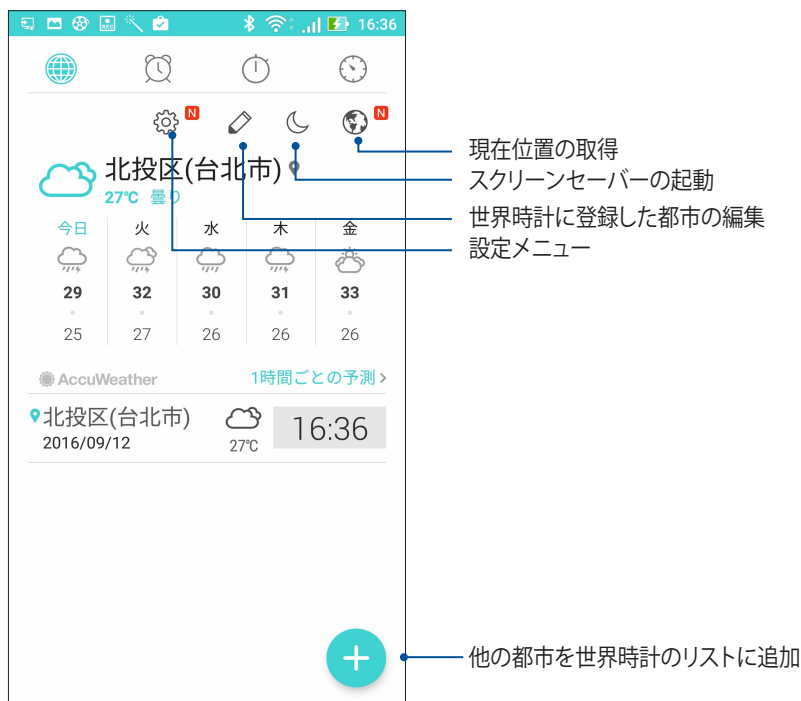 16:36
N
N
北投区(台北市)
27℃ 曇り
今日 火 水 木 金
29 32 30 31 33
25 27 26 26 26
AccuWeather 1時間ごとの予測 >
北投区(台北市)
2016/09/12
27℃
16:36
現在位置の取得
スクリーンセーバーの起動
世界時計に登録した都市の編集
設定メニュー
他の都市を世界時計のリストに追加